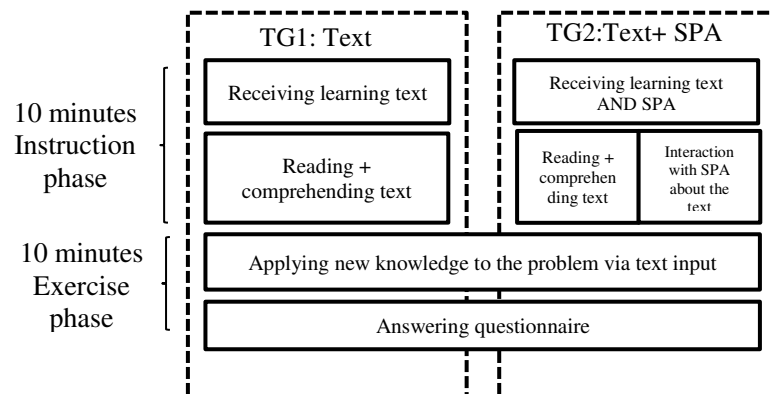 TG1: Text
TG2:Text+ SPA
10 minutes
Instruction
phase
Receiving learning text
Receiving learning text
AND SPA
Reading +
comprehending text
Reading +
comprehen
ding text
Interaction
with SPA
about the
text
10 minutes
Exercise
phase
Applying new knowledge to the problem via text input
Answering questionnaire